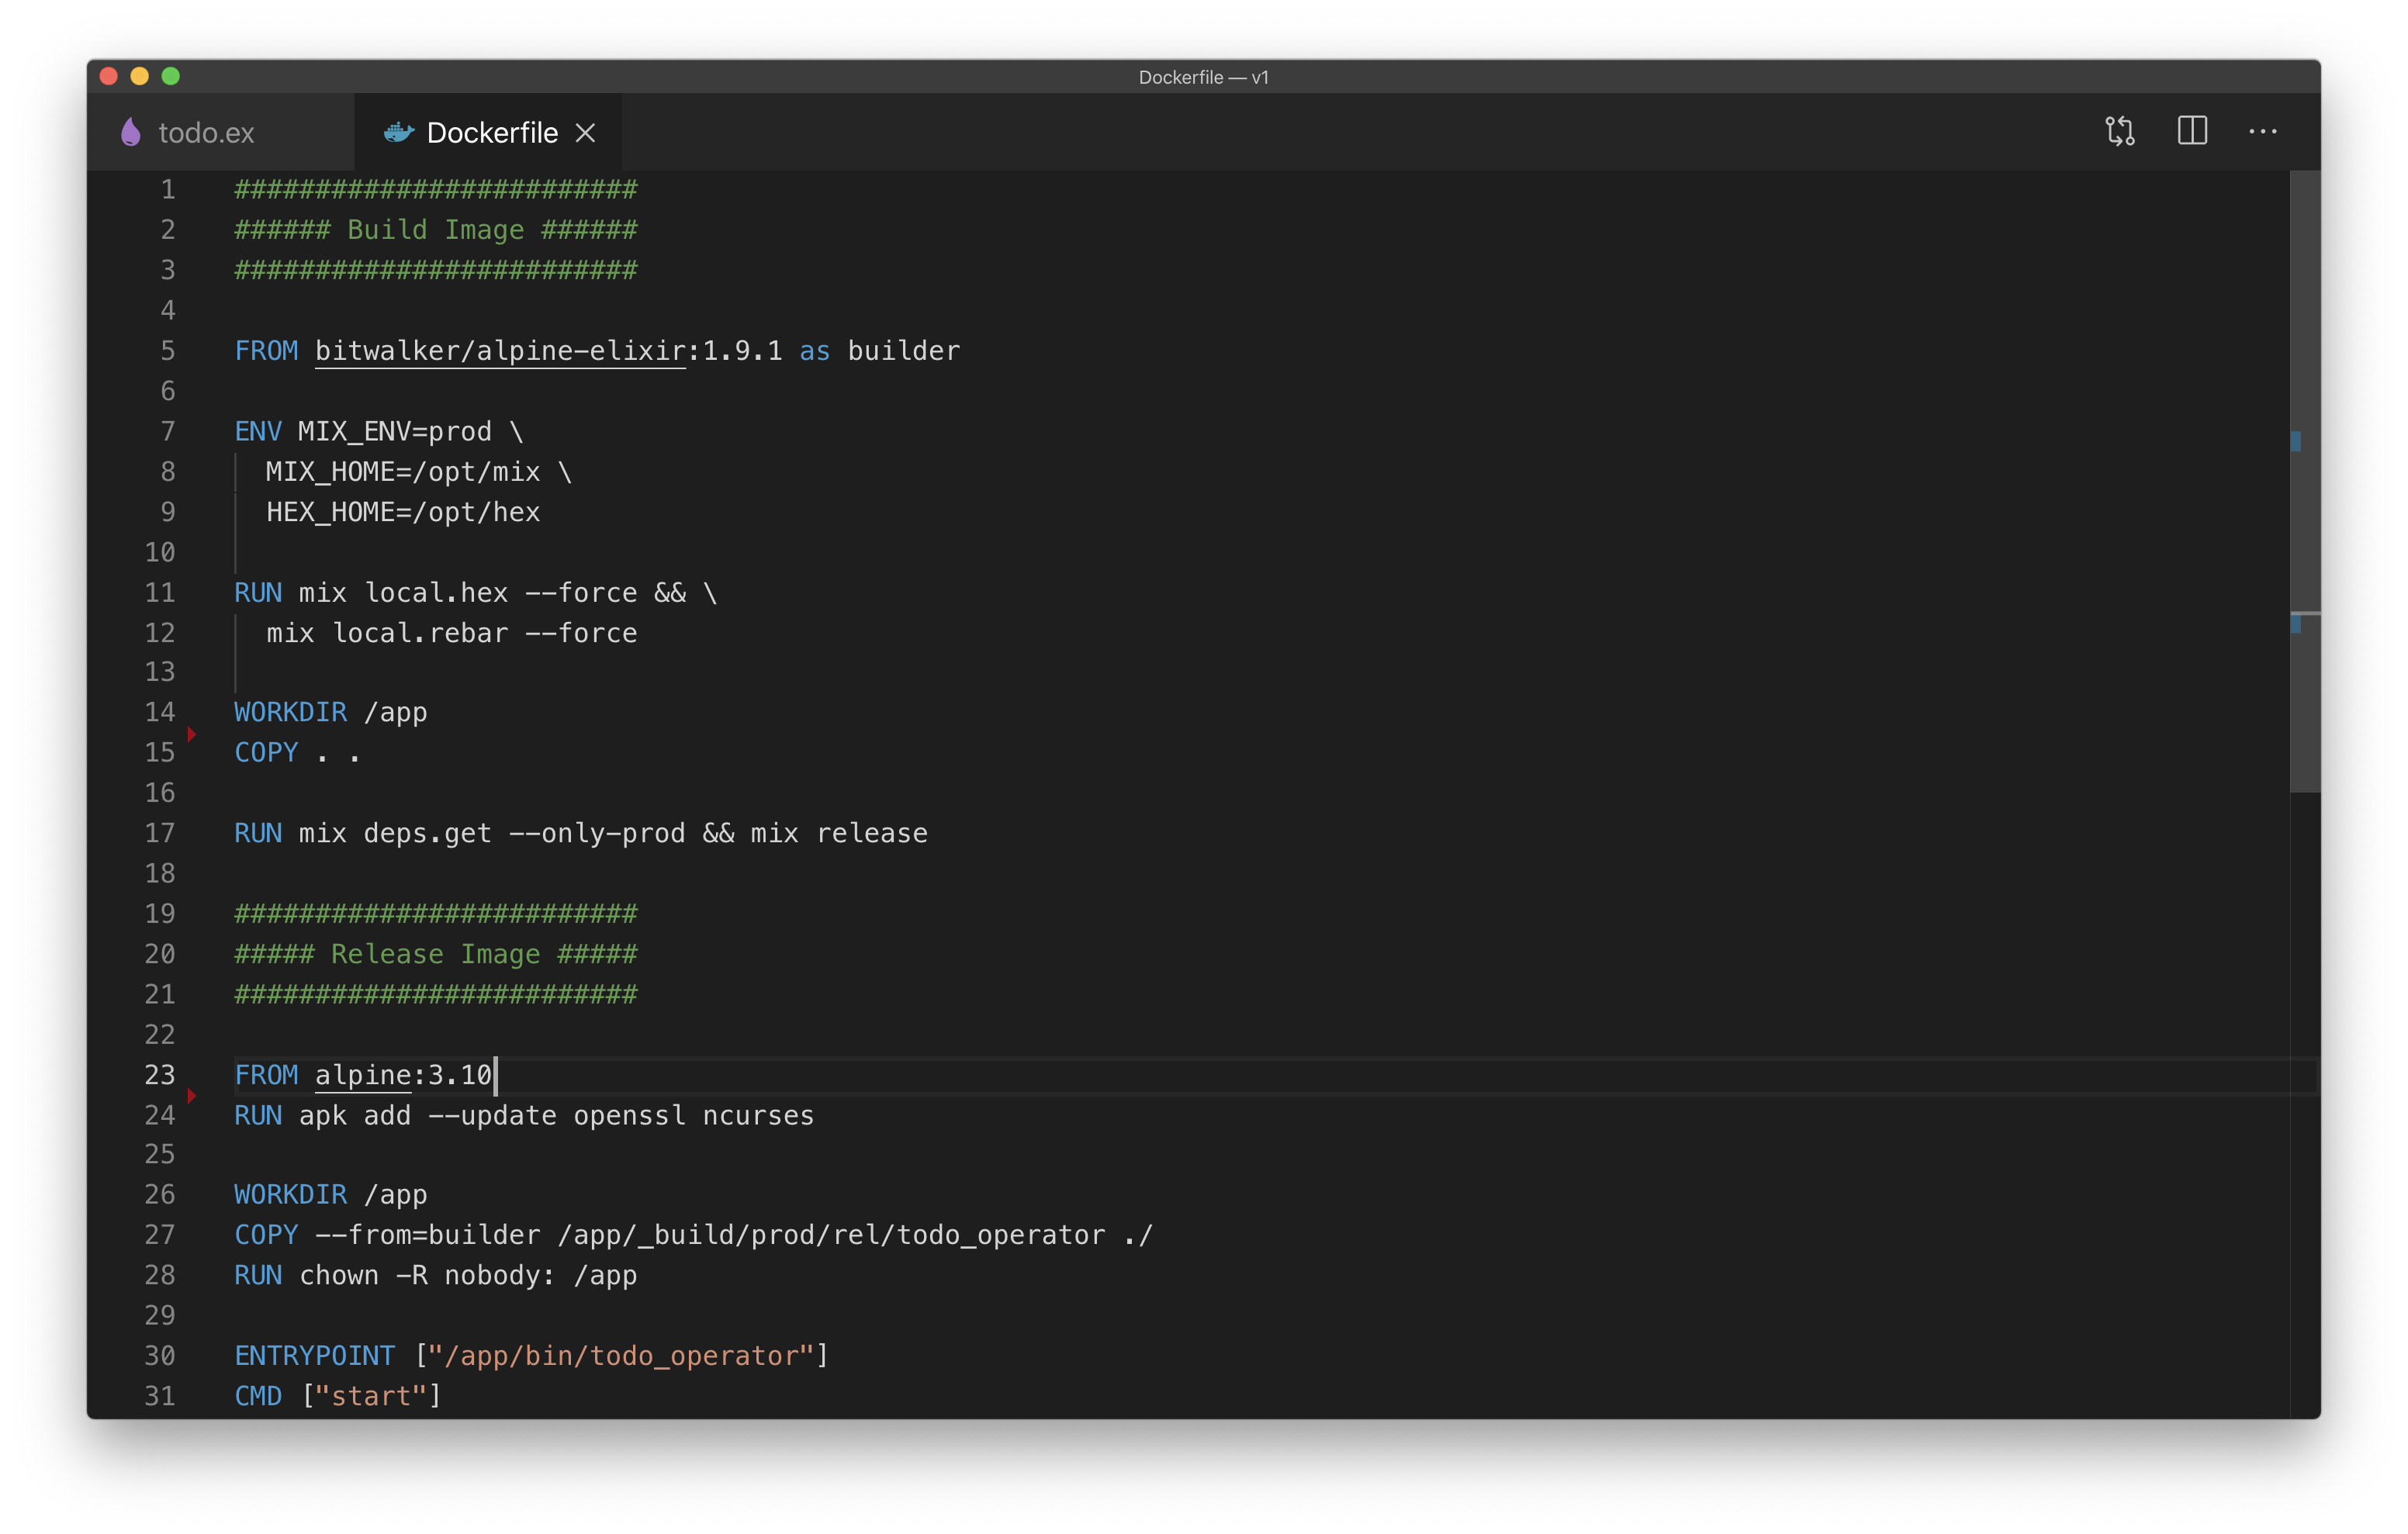 Dockerfile — v1
todo.ex Dockerfile
1 #########################
2 ###### Build Image ######
3 #########################
4
5 FROM bitwalker/alpine-elixir:1.9.1 as builder
6
7 ENV MIX_ENV=prod \
8   MIX_HOME=/opt/mix \
9   HEX_HOME=/opt/hex
10
11 RUN mix local.hex --force && \
12   mix local.rebar --force
13
14 WORKDIR /app
15 COPY . .
16
17 RUN mix deps.get --only-prod && mix release
18
19 #########################
20 ##### Release Image #####
21 #########################
22
23 FROM alpine:3.10
24 RUN apk add --update openssl ncurses
25
26 WORKDIR /app
27 COPY --from=builder /app/_build/prod/rel/todo_operator ./
28 RUN chown -R nobody: /app
29
30 ENTRYPOINT ["/app/bin/todo_operator"]
31 CMD ["start"]